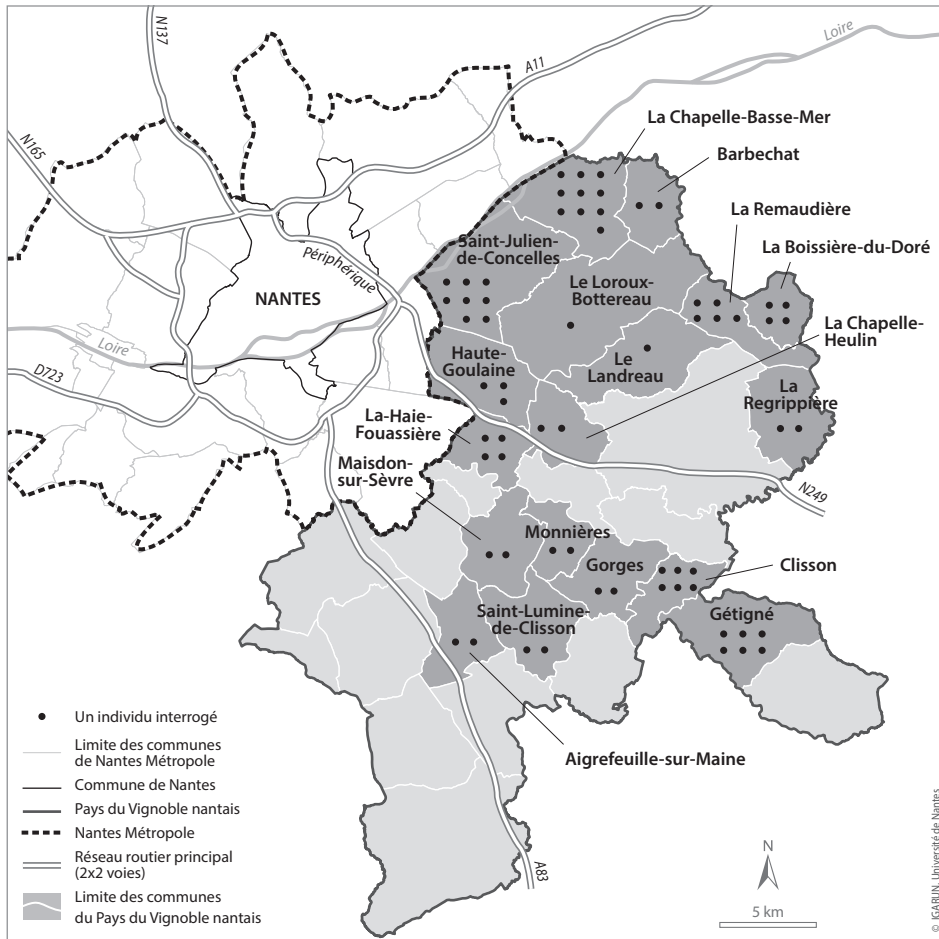 N137
A11
Loire
N165
La Chapelle-Basse-Mer
Barbechat
La Remaudière
La Boissière-du-Doré
Saint-Julien-
de-Concelles
Périphérique
Le Loroux-
Bottereau
NANTES
La Chapelle-
Heulin
Loire
Haute-
Goulaine
Le
Landreau
La
Regrippière
D723
La-Haie-
Fouassière
Maisdon-
sur-Sèvre
N249
Monnières
Gorges
Clisson
Saint-Lumine-
de-Clisson
Gétigné
Aigrefeuille-sur-Maine
A83
Un individu interrogé
Limite des communes
de Nantes Métropole
Commune de Nantes
Pays du Vignoble nantais
Nantes Métropole
Réseau routier principal
(2x2 voies)
Limite des communes
du Pays du Vignoble nantais
N
5 km
© IGARUN, Université de Nantes